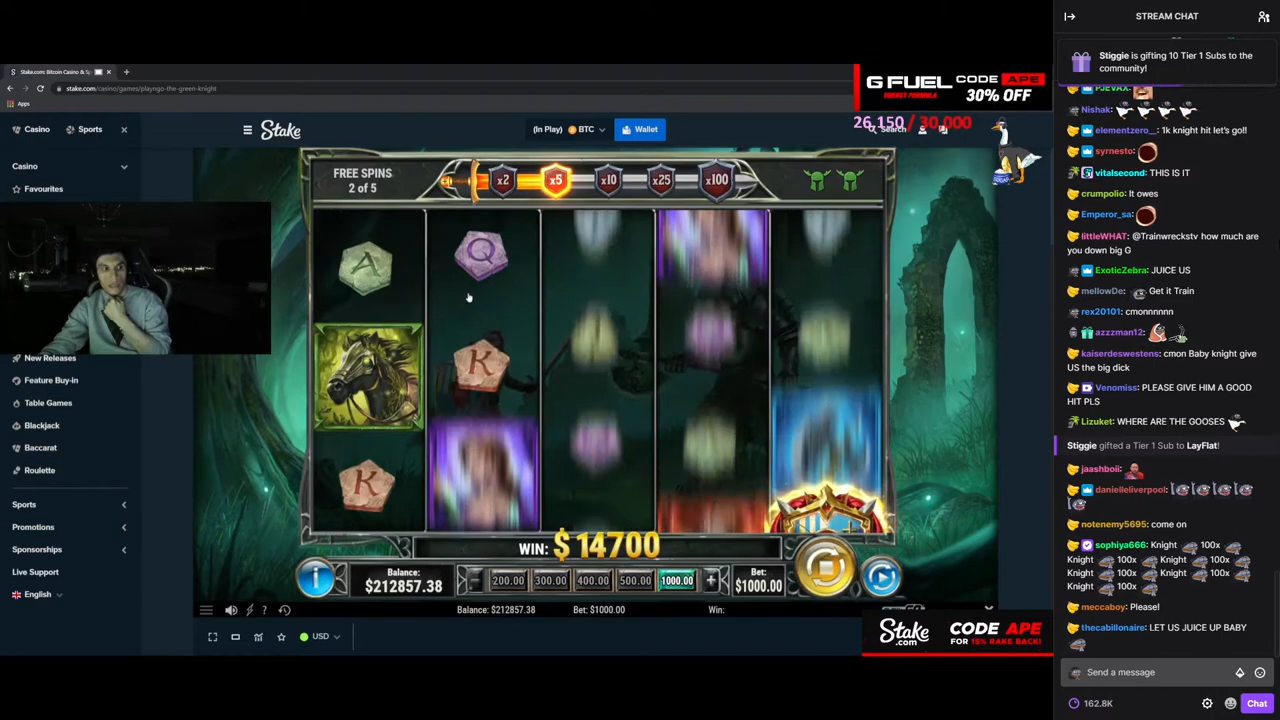 Stake.com: Bitcoin Casino & Sp
stake.com/casino/games/playngo-the-green-knight
Apps
Casino
Sports
Stake
(In Play)
BTC
Wallet
Search
G FUEL
ENERGY FORMULA
CODE APE
30% OFF
26,150 / 30,000
Casino
Favourites
New Releases
Feature Buy-in
Table Games
Blackjack
Baccarat
Roulette
Sports
Promotions
Sponsorships
Live Support
English
FREE SPINS
2 of 5
x2
x5
x10
x25
x100
A
Q
K
K
WIN: $14700
Balance:
$212857.38
200.00
300.00
400.00
500.00
1000.00
Bet:
$1000.00
Balance: $212857.38
Bet: $1000.00
Win:
USD
Stake
.com
CODE APE
FOR 15% RAKE BACK!
STREAM CHAT
Stiggie is gifting 10 Tier 1 Subs to the
community!
PJEVAX:
Nishak:
elementzero__: 1k knight hit let's go!!
syrnesto:
vitalsecond: THIS IS IT
crumpolio: It owes
Emperor_sa:
littleWHAT: @Trainwreckstv how much are
you down big G
ExoticZebra: JUICE US
mellowDe: Get it Train
rex20101: cmonnnnnn
azzzman12:
kaiserdeswestens: cmon Baby knight give
US the big dick
Venomiss: PLEASE GIVE HIM A GOOD
HIT PLS
Lizuket: WHERE ARE THE GOOSES
Stiggie gifted a Tier 1 Sub to LayFlat!
jaashboii:
danielleliverpool:
notenemy5695: come on
sophiya666: Knight 100x
Knight 100x Knight 100x
Knight 100x Knight 100x
Knight 100x
meccaboy: Please!
thecabillonaire: LET US JUICE UP BABY
Send a message
162.8K
Chat